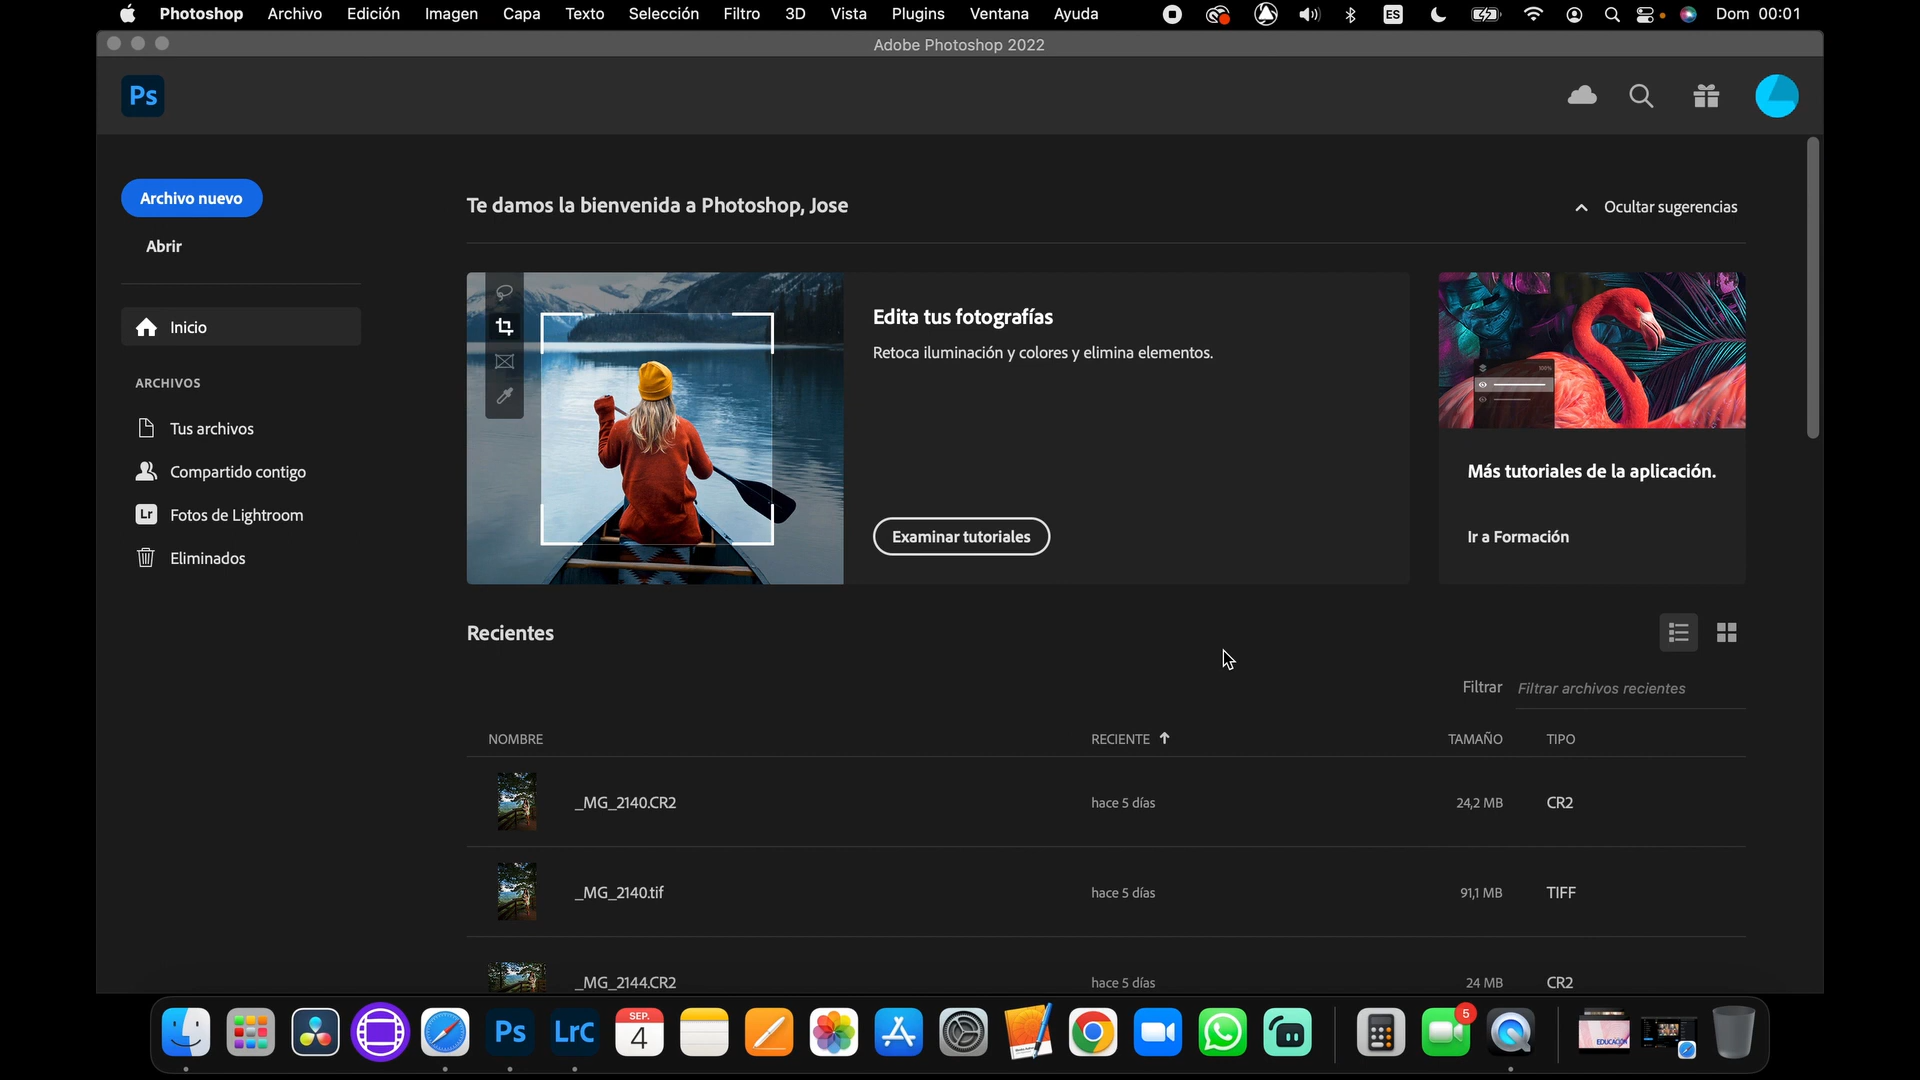 Photoshop Archivo Edición Imagen Capa Texto Selección Filtro 3D Vista Plugins Ventana Ayuda ES Dom 00:01
Adobe Photoshop 2022
Ps
Archivo nuevo
Abrir
Inicio
ARCHIVOS
Tus archivos
Compartido contigo
Lr Fotos de Lightroom
Eliminados
Te damos la bienvenida a Photoshop, Jose
Ocultar sugerencias
Edita tus fotografías
Retoca iluminación y colores y elimina elementos.
Examinar tutoriales
100%
Más tutoriales de la aplicación.
Ir a Formación
Recientes
Filtrar Filtrar archivos recientes
NOMBRE RECIENTE TAMAÑO TIPO
_MG_2140.CR2 hace 5 días 24,2 MB CR2
_MG_2140.tif hace 5 días 91,1 MB TIFF
_MG_2144.CR2 hace 5 días 24 MB CR2
Ps LrC SEP. 4 5 EDUCACIÓN